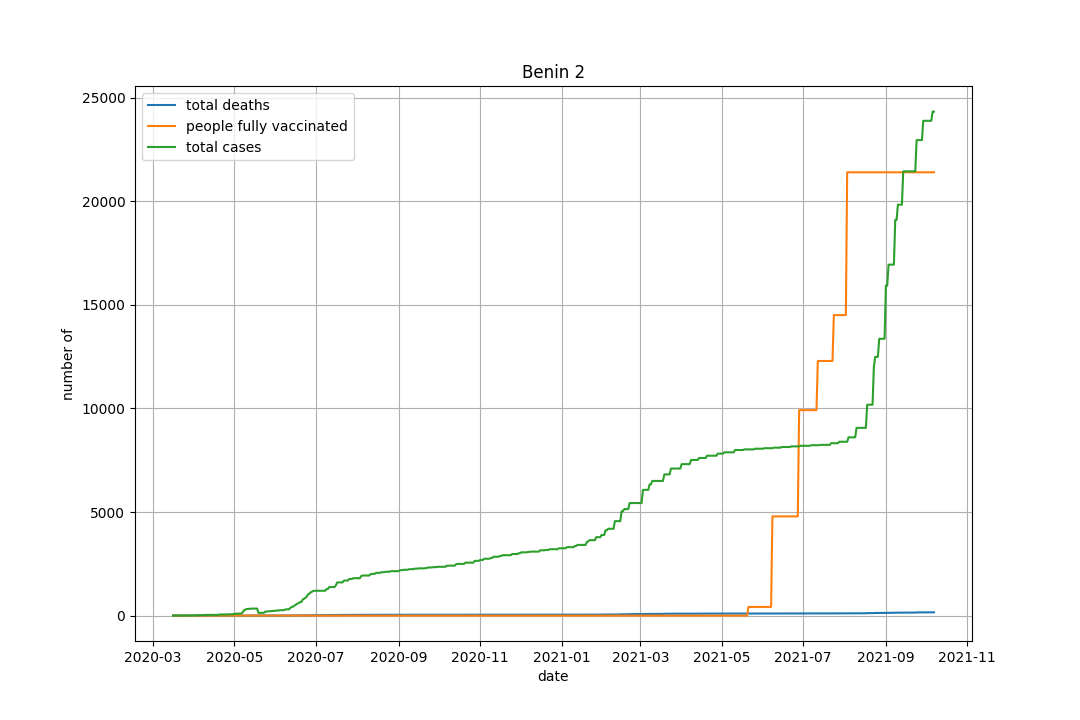 Benin 2
total deaths
people fully vaccinated
total cases
25000
20000
15000
10000
5000
0
number of
2020-03 2020-05 2020-07 2020-09 2020-11 2021-01 2021-03 2021-05 2021-07 2021-09 2021-11
date